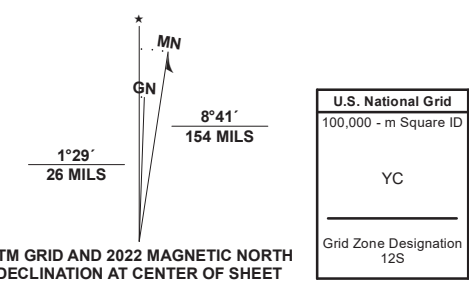 MN
GN
8°41´
154 MILS
1°29´
26 MILS
TM GRID AND 2022 MAGNETIC NORTH
DECLINATION AT CENTER OF SHEET
U.S. National Grid
100,000 - m Square ID
YC
Grid Zone Designation
12S